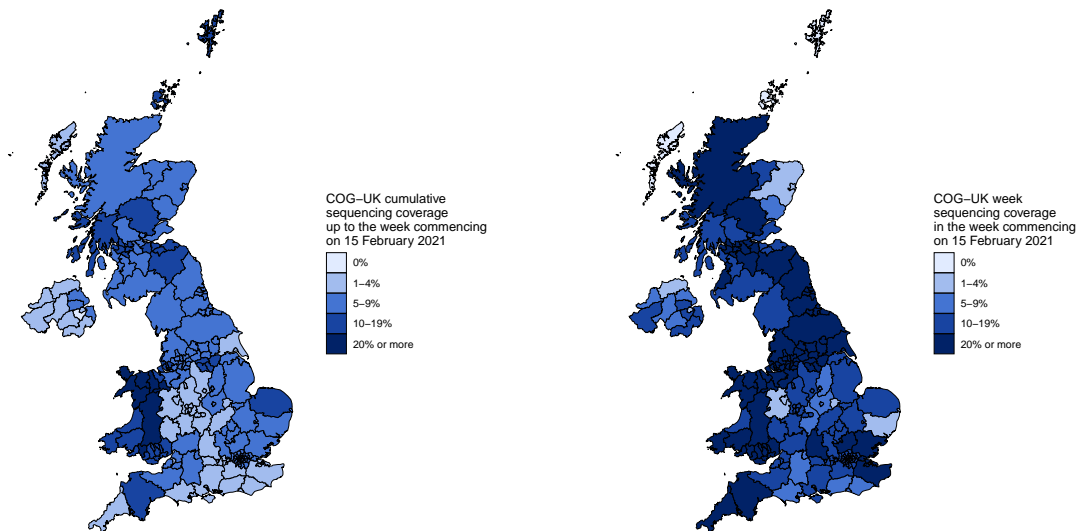 COG–UK cumulative
sequencing coverage
up to the week commencing
on 15 February 2021
0%
1–4%
5–9%
10–19%
20% or more
COG–UK week
sequencing coverage
in the week commencing
on 15 February 2021
0%
1–4%
5–9%
10–19%
20% or more